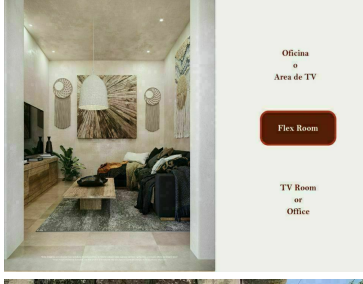 Oficina
o
Area de TV
Flex Room
TV Room
or
Office